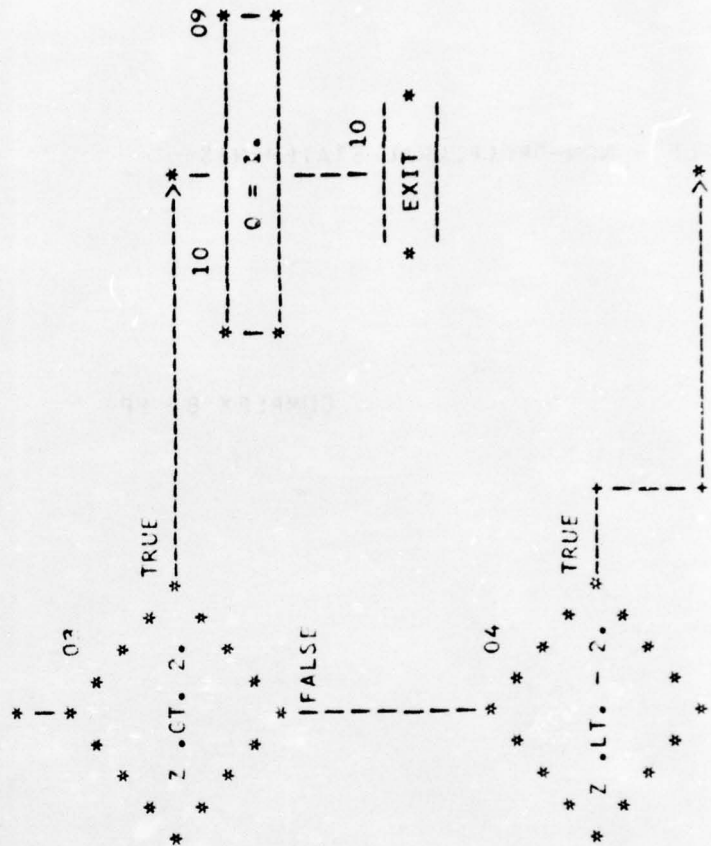 03
Z .GT. 2.
TRUE
10
09
Q = 1.
10
EXIT
FALSE
04
Z .LT. - 2.
TRUE